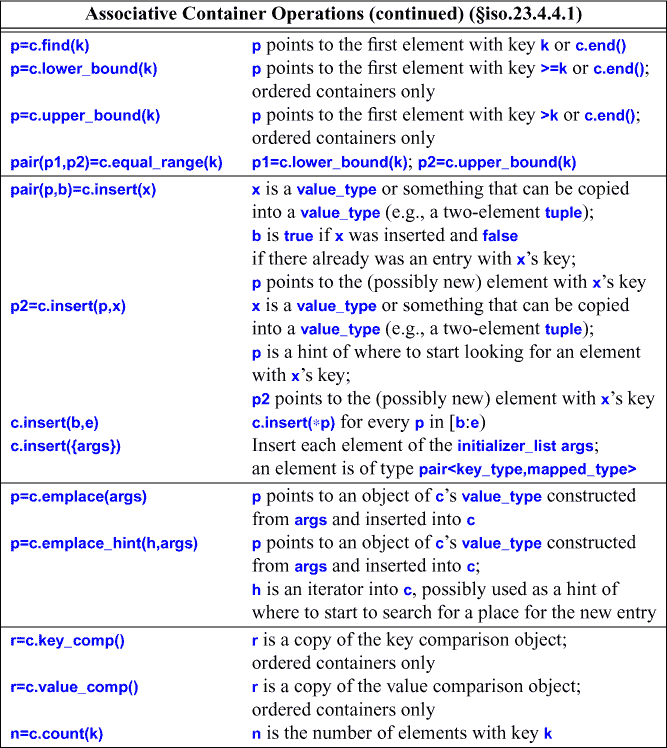 Associative Container Operations (continued) (§iso.23.4.4.1)
p=c.find(k) p points to the first element with key k or c.end()
p=c.lower_bound(k) p points to the first element with key >=k or c.end();
ordered containers only
p=c.upper_bound(k) p points to the first element with key >k or c.end();
ordered containers only
pair(p1,p2)=c.equal_range(k) p1=c.lower_bound(k); p2=c.upper_bound(k)
pair(p,b)=c.insert(x) x is a value_type or something that can be copied
into a value_type (e.g., a two-element tuple);
b is true if x was inserted and false
if there already was an entry with x’s key;
p points to the (possibly new) element with x’s key
p2=c.insert(p,x) x is a value_type or something that can be copied
into a value_type (e.g., a two-element tuple);
p is a hint of where to start looking for an element
with x’s key;
p2 points to the (possibly new) element with x’s key
c.insert(b,e) c.insert(*p) for every p in [b:e)
c.insert({args}) Insert each element of the initializer_list args;
an element is of type pair<key_type,mapped_type>
p=c.emplace(args) p points to an object of c’s value_type constructed
from args and inserted into c
p=c.emplace_hint(h,args) p points to an object of c’s value_type constructed
from args and inserted into c;
h is an iterator into c, possibly used as a hint of
where to start to search for a place for the new entry
r=c.key_comp() r is a copy of the key comparison object;
ordered containers only
r=c.value_comp() r is a copy of the value comparison object;
ordered containers only
n=c.count(k) n is the number of elements with key k